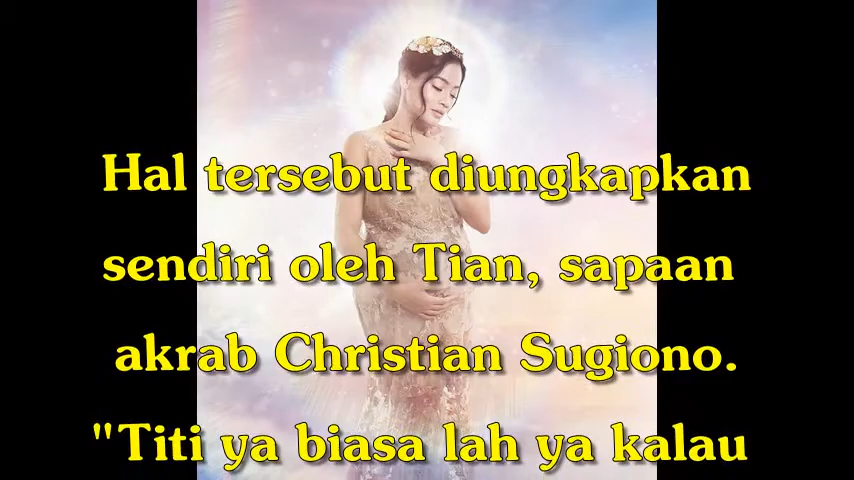 Hal tersebut diungkapkan
sendiri oleh Tian, sapaan
akrab Christian Sugiono.
"Titi ya biasa lah ya kalau